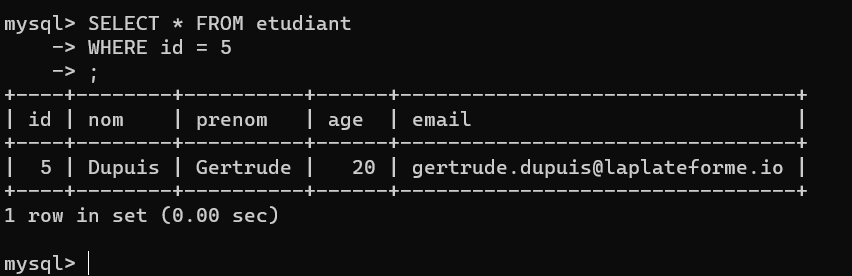 mysql> SELECT * FROM etudiant
    -> WHERE id = 5
    -> ;
+----+--------+----------+------+---------------------------------+
| id | nom    | prenom   | age  | email                           |
+----+--------+----------+------+---------------------------------+
|  5 | Dupuis | Gertrude |   20 | gertrude.dupuis@laplateforme.io |
+----+--------+----------+------+---------------------------------+
1 row in set (0.00 sec)
mysql>